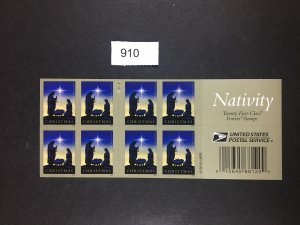 910
CHRISTMAS CHRISTMAS CHRISTMAS CHRISTMAS
CHRISTMAS CHRISTMAS CHRISTMAS CHRISTMAS
Nativity
Twenty First-Class
Forever Stamps
UNITED STATES
POSTAL SERVICE